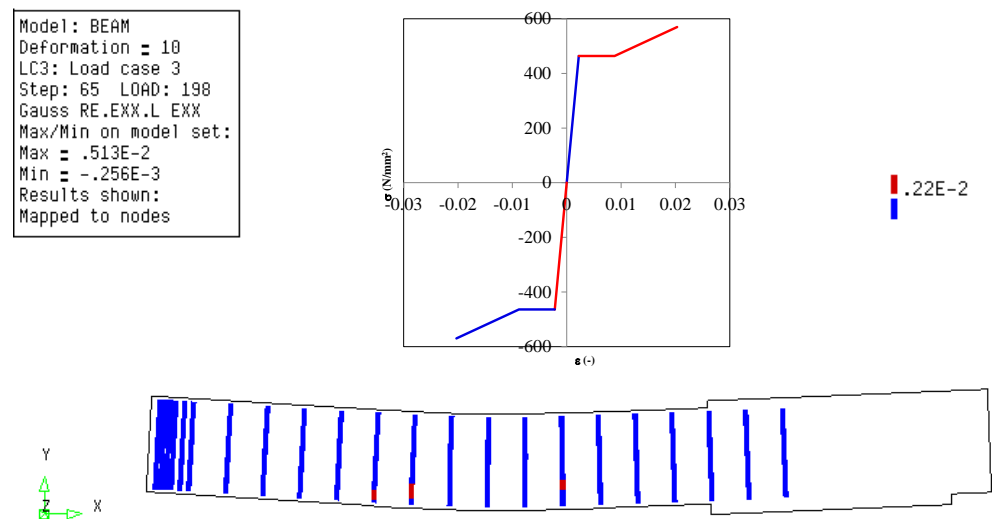 Model: BEAM
Deformation = 10
LC3: Load case 3
Step: 65 LOAD: 198
Gauss RE.EXX.L EXX
Max/Min on model set:
Max = .513E-2
Min = -.256E-3
Results shown:
Mapped to nodes
600
400
200
0
-200
-400
-600
σ (N/mm²)
-0.03 -0.02 -0.01 0 0.01 0.02 0.03
ε (-)
.22E-2
Y
Z
X